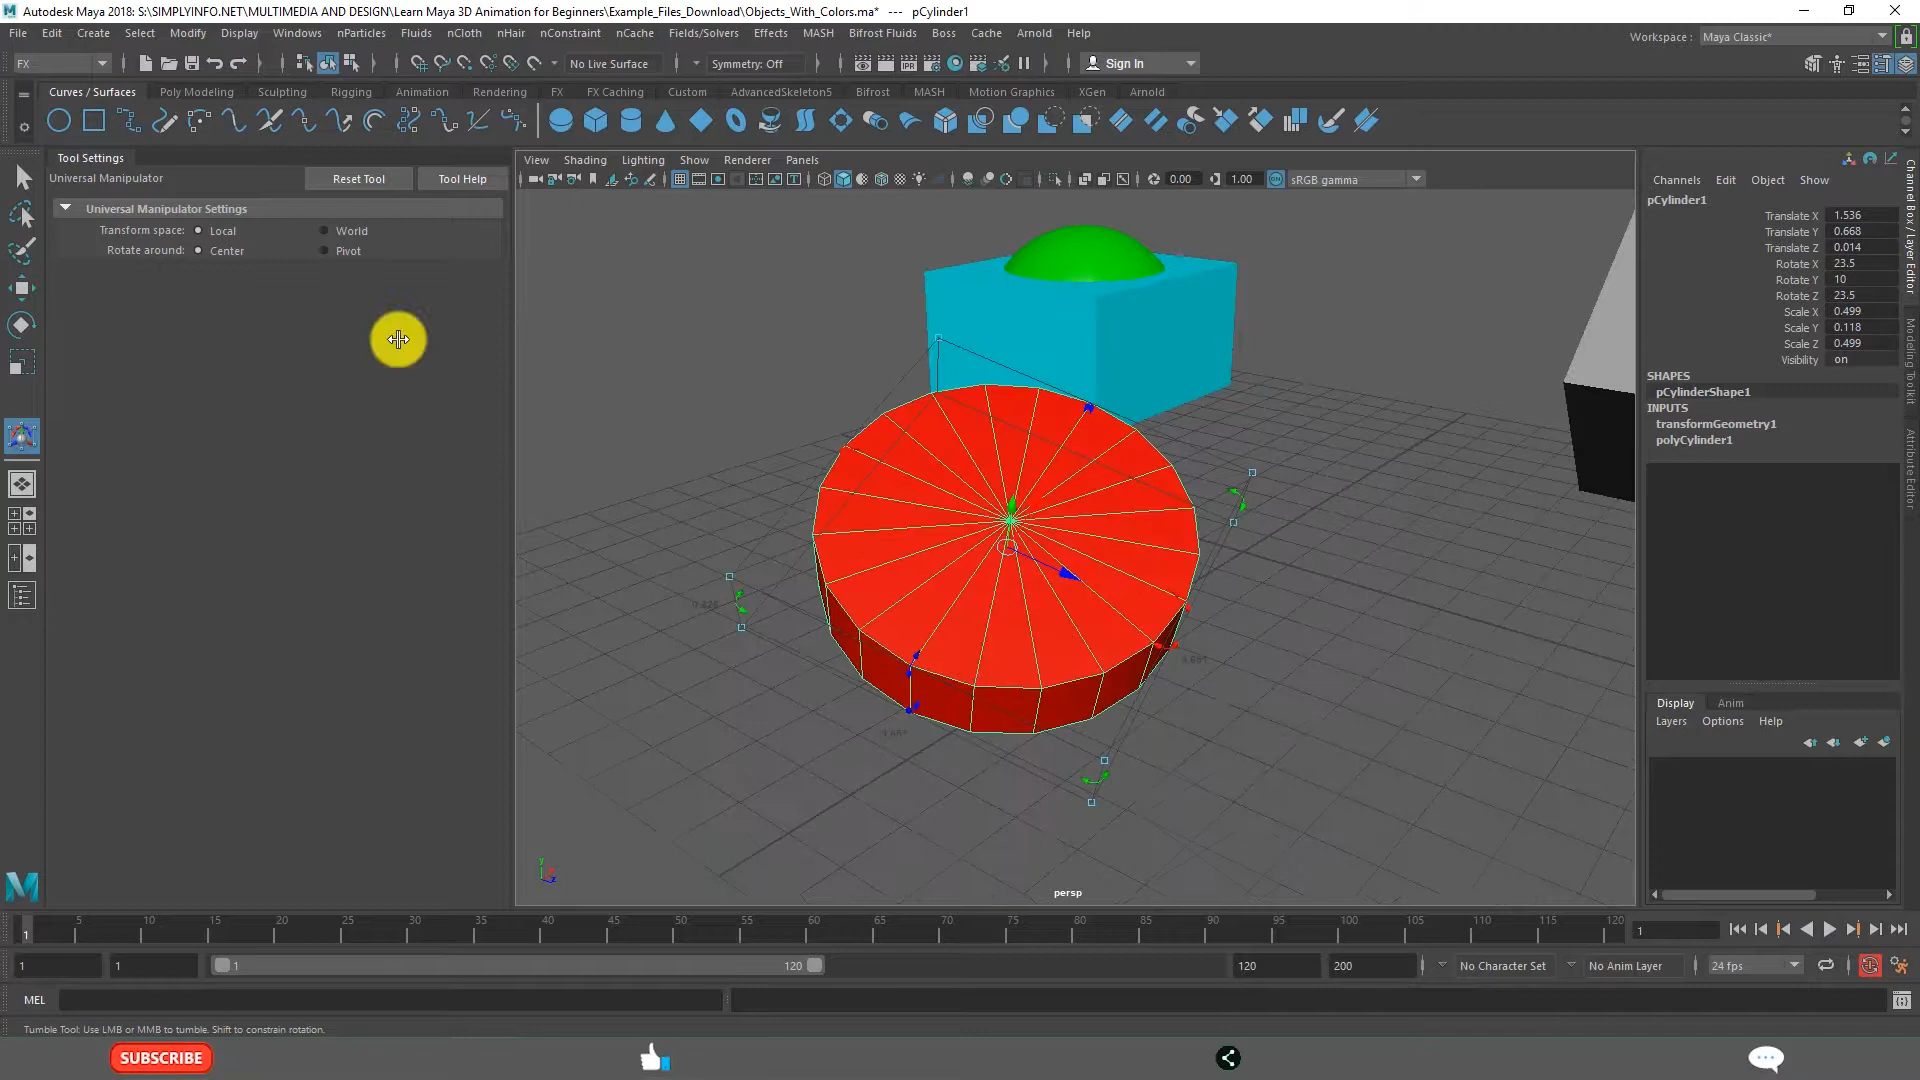 Autodesk Maya 2018: S:\SIMPLYINFO.NET\MULTIMEDIA AND DESIGN\Learn Maya 3D Animation for Beginners\Example_Files_Download\Objects_With_Colors.ma* --- pCylinder1
File Edit Create Select Modify Display Windows nParticles Fluids nCloth nHair nConstraint nCache Fields/Solvers Effects MASH Bifrost Fluids Boss Cache Arnold Help
Workspace : Maya Classic*
FX No Live Surface Symmetry: Off Sign In
Curves / Surfaces Poly Modeling Sculpting Rigging Animation Rendering FX FX Caching Custom AdvancedSkeleton5 Bifrost MASH Motion Graphics XGen Arnold
Tool Settings
Universal Manipulator Reset Tool Tool Help
Universal Manipulator Settings
Transform space: Local World
Rotate around: Center Pivot
View Shading Lighting Show Renderer Panels
0.00 1.00 sRGB gamma
persp
Channels Edit Object Show
pCylinder1
Translate X 1.536
Translate Y 0.668
Translate Z 0.014
Rotate X 23.5
Rotate Y 10
Rotate Z 23.5
Scale X 0.499
Scale Y 0.118
Scale Z 0.499
Visibility on
SHAPES
pCylinderShape1
INPUTS
transformGeometry1
polyCylinder1
Channel Box / Layer Editor
Modeling Toolkit
Attribute Editor
Display Anim
Layers Options Help
5 10 15 20 25 30 35 40 45 50 55 60 65 70 75 80 85 90 95 100 105 110 115 120
1 1
1 1 1 120 120 200 No Character Set No Anim Layer 24 fps
MEL
Tumble Tool: Use LMB or MMB to tumble. Shift to constrain rotation.
SUBSCRIBE